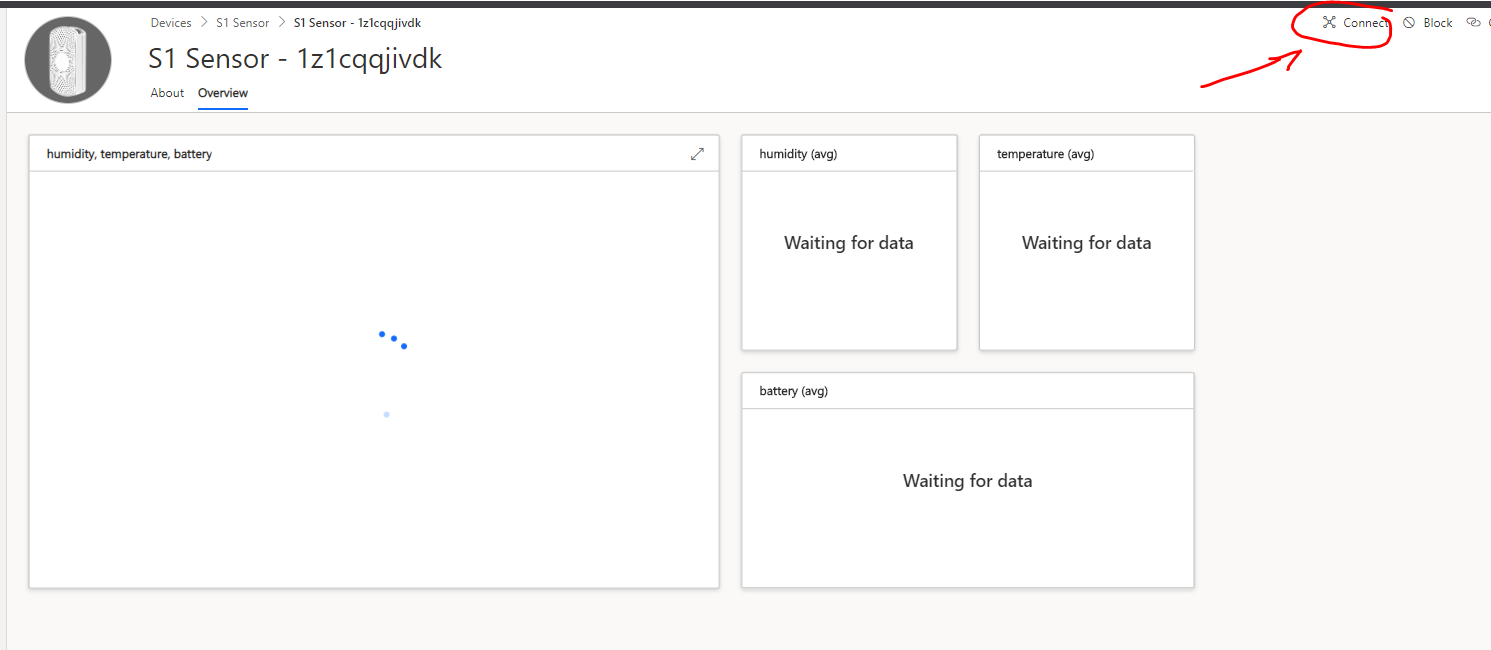 Devices > S1 Sensor > S1 Sensor - 1z1cqqjivdk
Connect Block
S1 Sensor - 1z1cqqjivdk
About Overview
humidity, temperature, battery
humidity (avg)
temperature (avg)
Waiting for data
Waiting for data
battery (avg)
Waiting for data